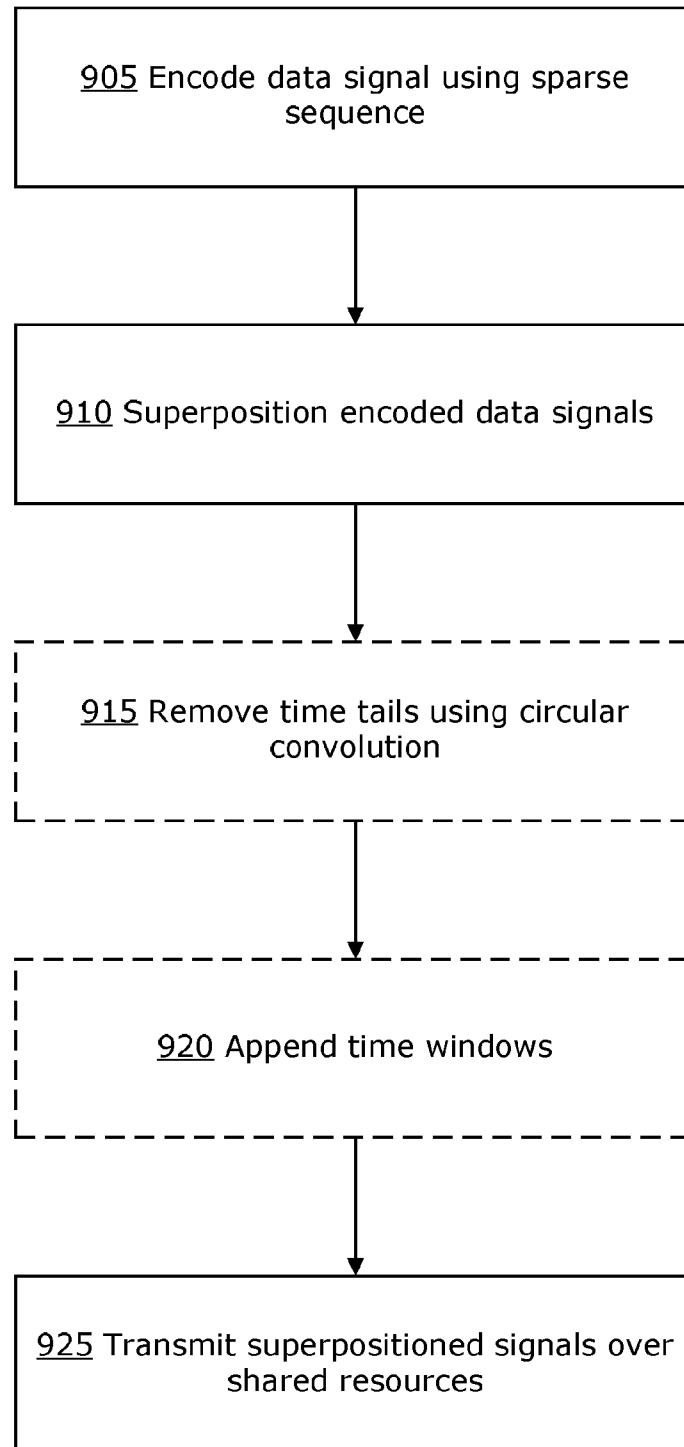 905 Encode data signal using sparse
sequence
910 Superposition encoded data signals
915 Remove time tails using circular
convolution
920 Append time windows
925 Transmit superpositioned signals over
shared resources